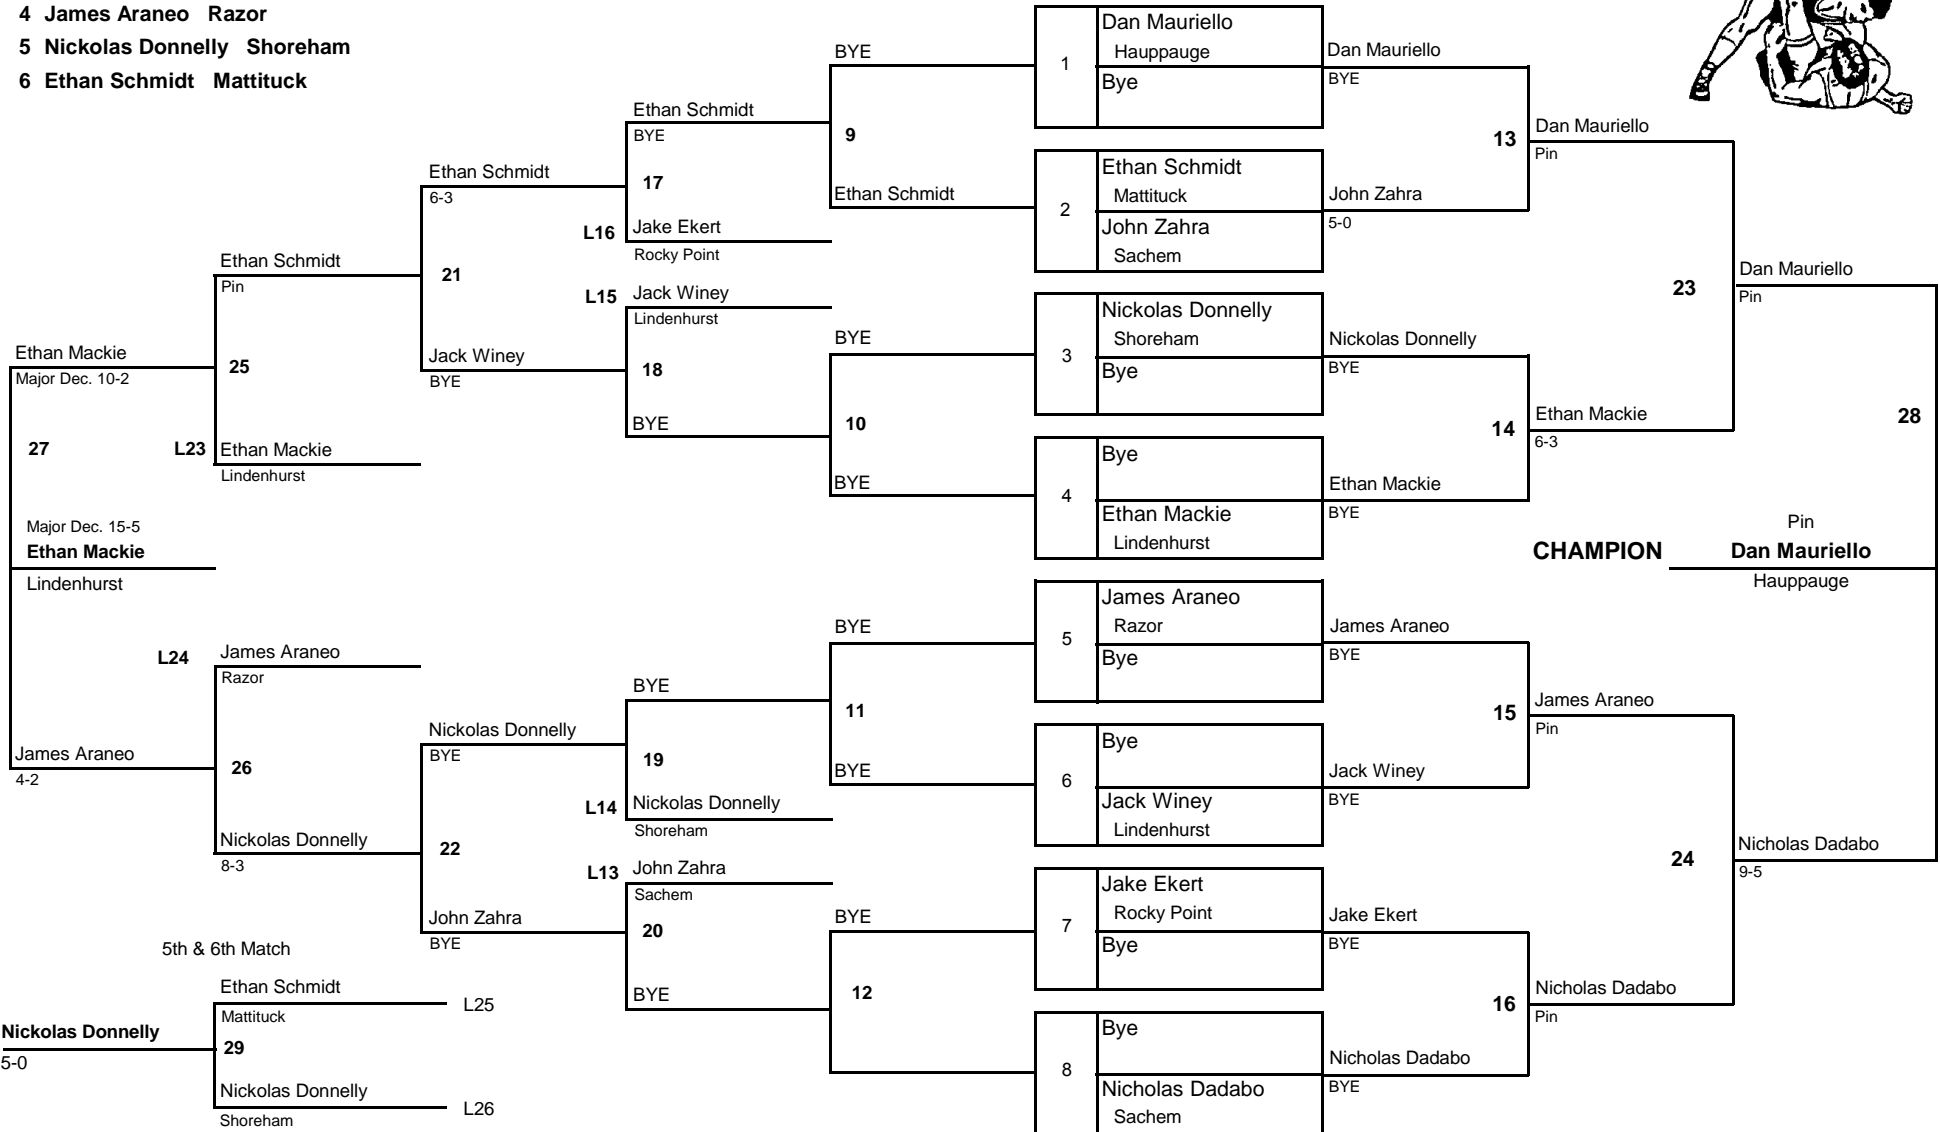 4 James Araneo Razor
5 Nickolas Donnelly Shoreham
6 Ethan Schmidt Mattituck
Ethan Mackie
Major Dec. 10-2
27
Major Dec. 15-5
Ethan Mackie
Lindenhurst
James Araneo
4-2
5th & 6th Match
Nickolas Donnelly
5-0
Ethan Schmidt
Pin
25
L23 Ethan Mackie
Lindenhurst
L24 James Araneo
Razor
26
Nickolas Donnelly
8-3
Ethan Schmidt L25
Mattituck
29
Nickolas Donnelly L26
Shoreham
Ethan Schmidt
6-3
21
Jack Winey
BYE
Nickolas Donnelly
BYE
22
John Zahra
BYE
Ethan Schmidt
BYE
17
L16 Jake Ekert
Rocky Point
L15 Jack Winey
Lindenhurst
18
BYE
BYE
19
L14 Nickolas Donnelly
Shoreham
L13 John Zahra
Sachem
20
BYE
BYE
9
Ethan Schmidt
BYE
10
BYE
BYE
11
BYE
BYE
12
1
Dan Mauriello
Hauppauge
Bye
2
Ethan Schmidt
Mattituck
John Zahra
Sachem
3
Nickolas Donnelly
Shoreham
Bye
4
Bye
Ethan Mackie
Lindenhurst
5
James Araneo
Razor
Bye
6
Bye
Jack Winey
Lindenhurst
7
Jake Ekert
Rocky Point
Bye
8
Bye
Nicholas Dadabo
Sachem
Dan Mauriello
BYE
13
John Zahra
5-0
Nickolas Donnelly
BYE
14
Ethan Mackie
BYE
James Araneo
BYE
15
Jack Winey
BYE
Jake Ekert
BYE
16
Nicholas Dadabo
BYE
Dan Mauriello
Pin
23
Ethan Mackie
6-3
James Araneo
Pin
24
Nicholas Dadabo
Pin
Dan Mauriello
Pin
28
Nicholas Dadabo
9-5
Pin
CHAMPION Dan Mauriello
Hauppauge